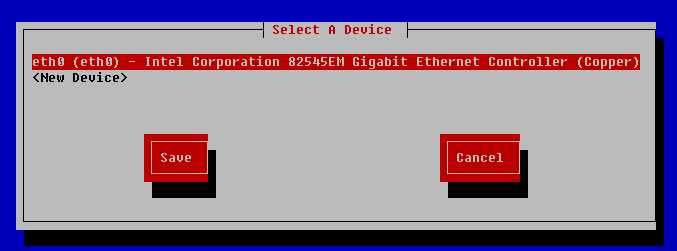 Select A Device
eth0 (eth0) - Intel Corporation 82545EM Gigabit Ethernet Controller (Copper)
<New Device>
Save Cancel